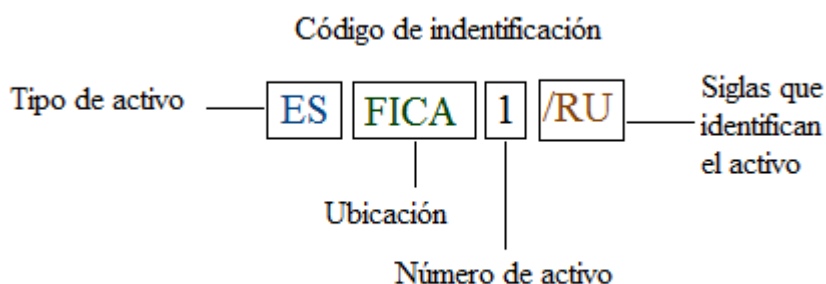 Código de indentificación
Tipo de activo
ES FICA 1 /RU
Siglas que
identifican
el activo
Ubicación
Número de activo